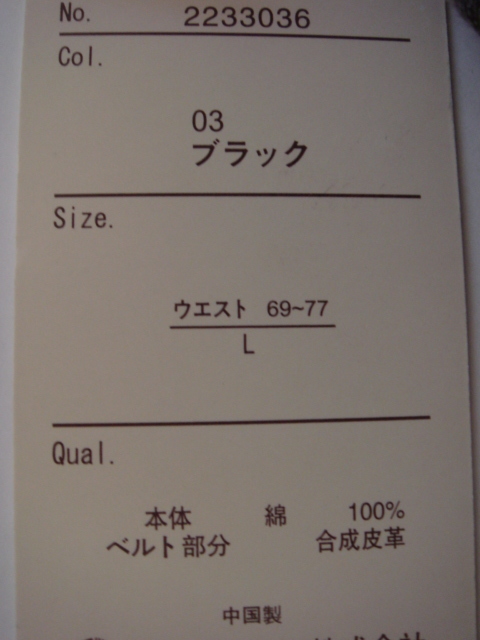 No. 2233036
Col.
03
ブラック
Size.
ウエスト 69~77
L
Qual.
本体 綿 100%
ベルト部分 合成皮革
中国製